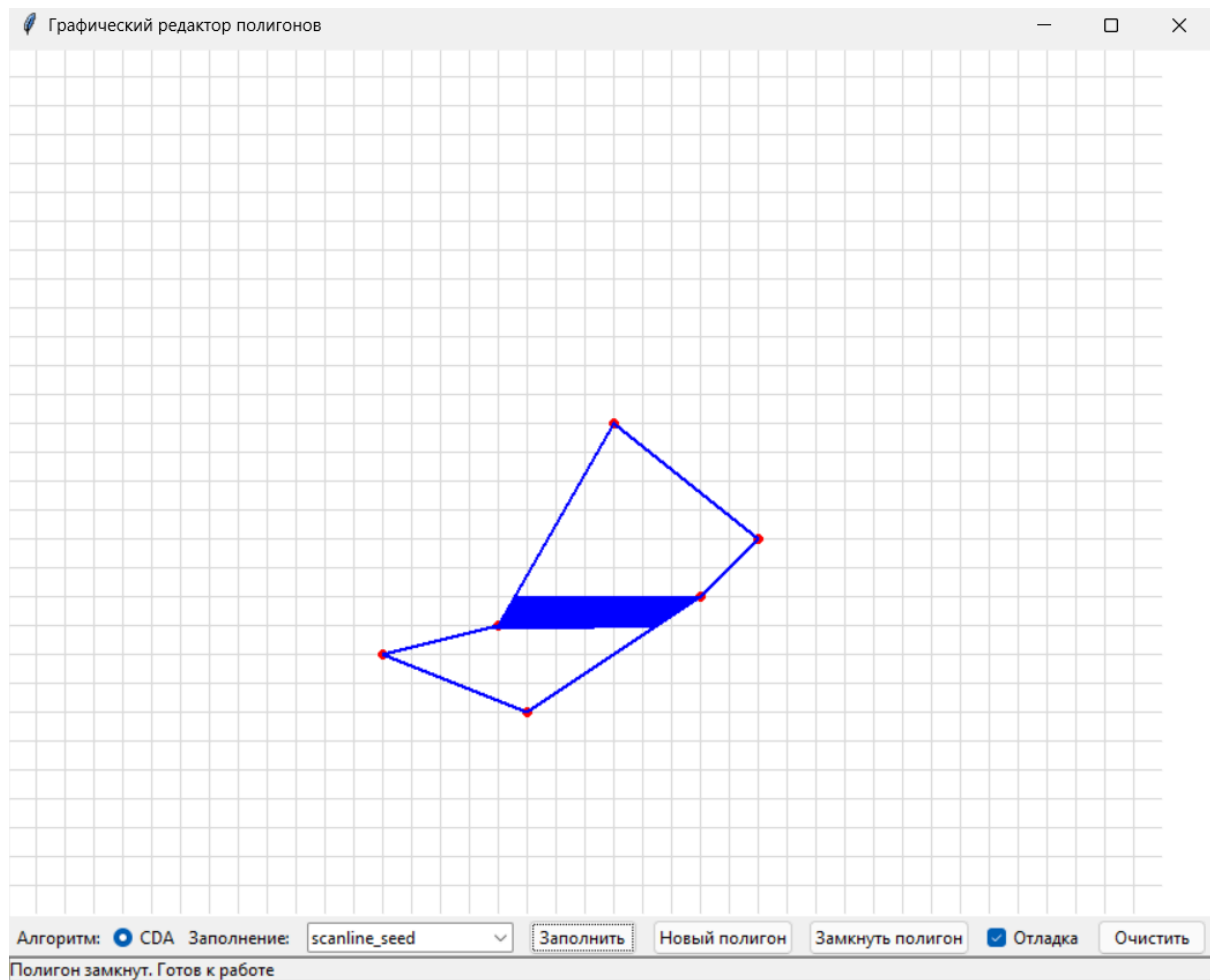 Графический редактор полигонов
Алгоритм: CDA Заполнение: scanline_seed Заполнить Новый полигон Замкнуть полигон Отладка Очистить
Полигон замкнут. Готов к работе